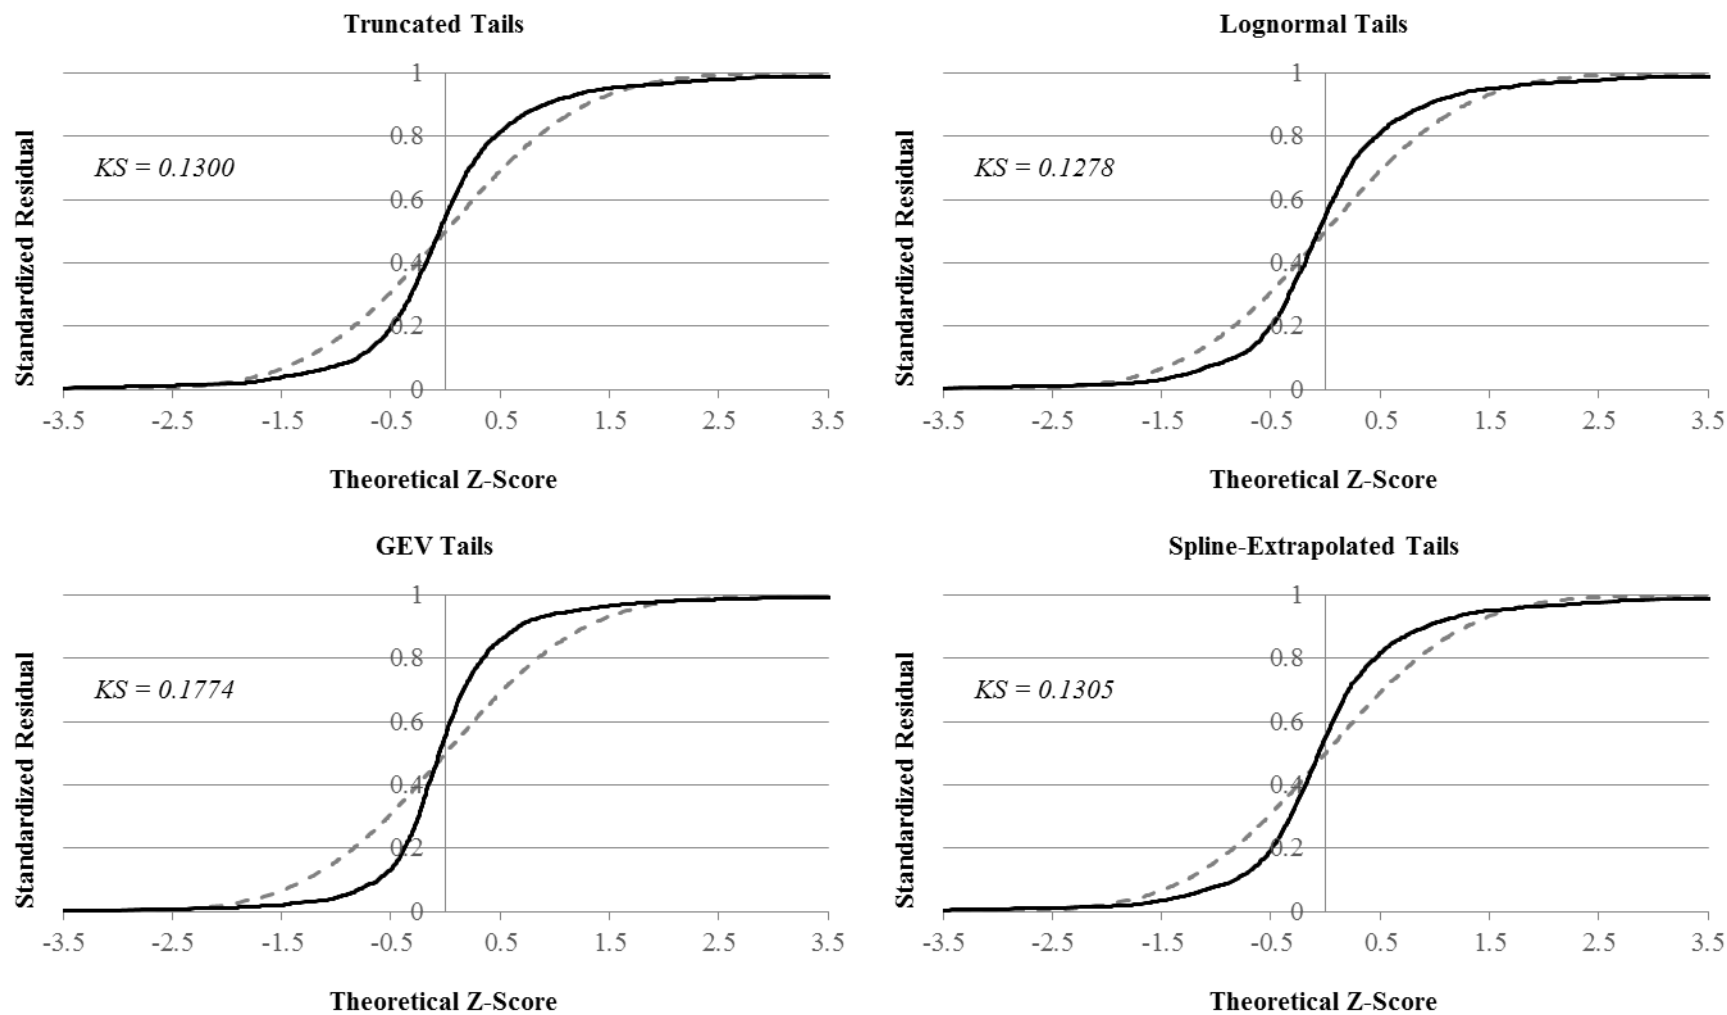 Truncated Tails
Standardized Residual
1
0.8
0.6
0.4
0.2
0
KS = 0.1300
-3.5 -2.5 -1.5 -0.5 0.5 1.5 2.5 3.5
Theoretical Z-Score
Lognormal Tails
Standardized Residual
1
0.8
0.6
0.4
0.2
0
KS = 0.1278
-3.5 -2.5 -1.5 -0.5 0.5 1.5 2.5 3.5
Theoretical Z-Score
GEV Tails
Standardized Residual
1
0.8
0.6
0.4
0.2
0
KS = 0.1774
-3.5 -2.5 -1.5 -0.5 0.5 1.5 2.5 3.5
Theoretical Z-Score
Spline-Extrapolated Tails
Standardized Residual
1
0.8
0.6
0.4
0.2
0
KS = 0.1305
-3.5 -2.5 -1.5 -0.5 0.5 1.5 2.5 3.5
Theoretical Z-Score